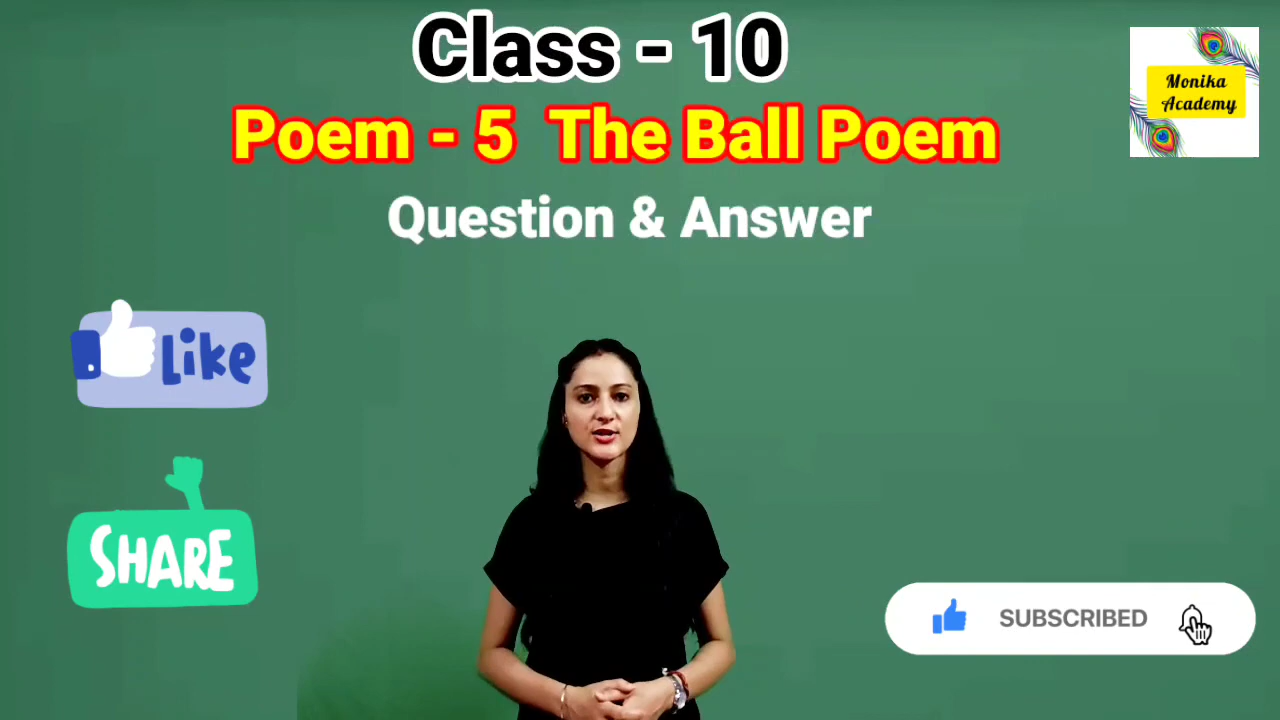 Class - 10
Poem - 5 The Ball Poem
Question & Answer
Monika
Academy
Like
SHARE
SUBSCRIBED